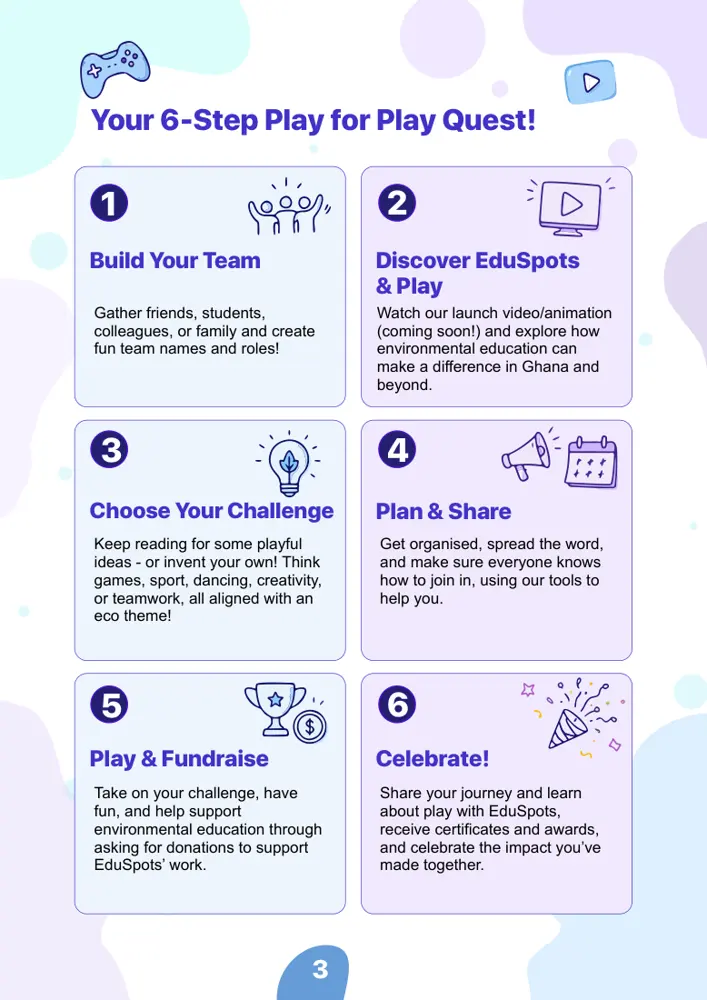 Your 6-Step Play for Play Quest!
1
Build Your Team
Gather friends, students,
colleagues, or family and create
fun team names and roles!
2
Discover EduSpots
& Play
Watch our launch video/animation
(coming soon!) and explore how
environmental education can
make a difference in Ghana and
beyond.
3
Choose Your Challenge
Keep reading for some playful
ideas - or invent your own! Think
games, sport, dancing, creativity,
or teamwork, all aligned with an
eco theme!
4
Plan & Share
Get organised, spread the word,
and make sure everyone knows
how to join in, using our tools to
help you.
5
$
Play & Fundraise
Take on your challenge, have
fun, and help support
environmental education through
asking for donations to support
EduSpots’ work.
6
Celebrate!
Share your journey and learn
about play with EduSpots,
receive certificates and awards,
and celebrate the impact you’ve
made together.
3